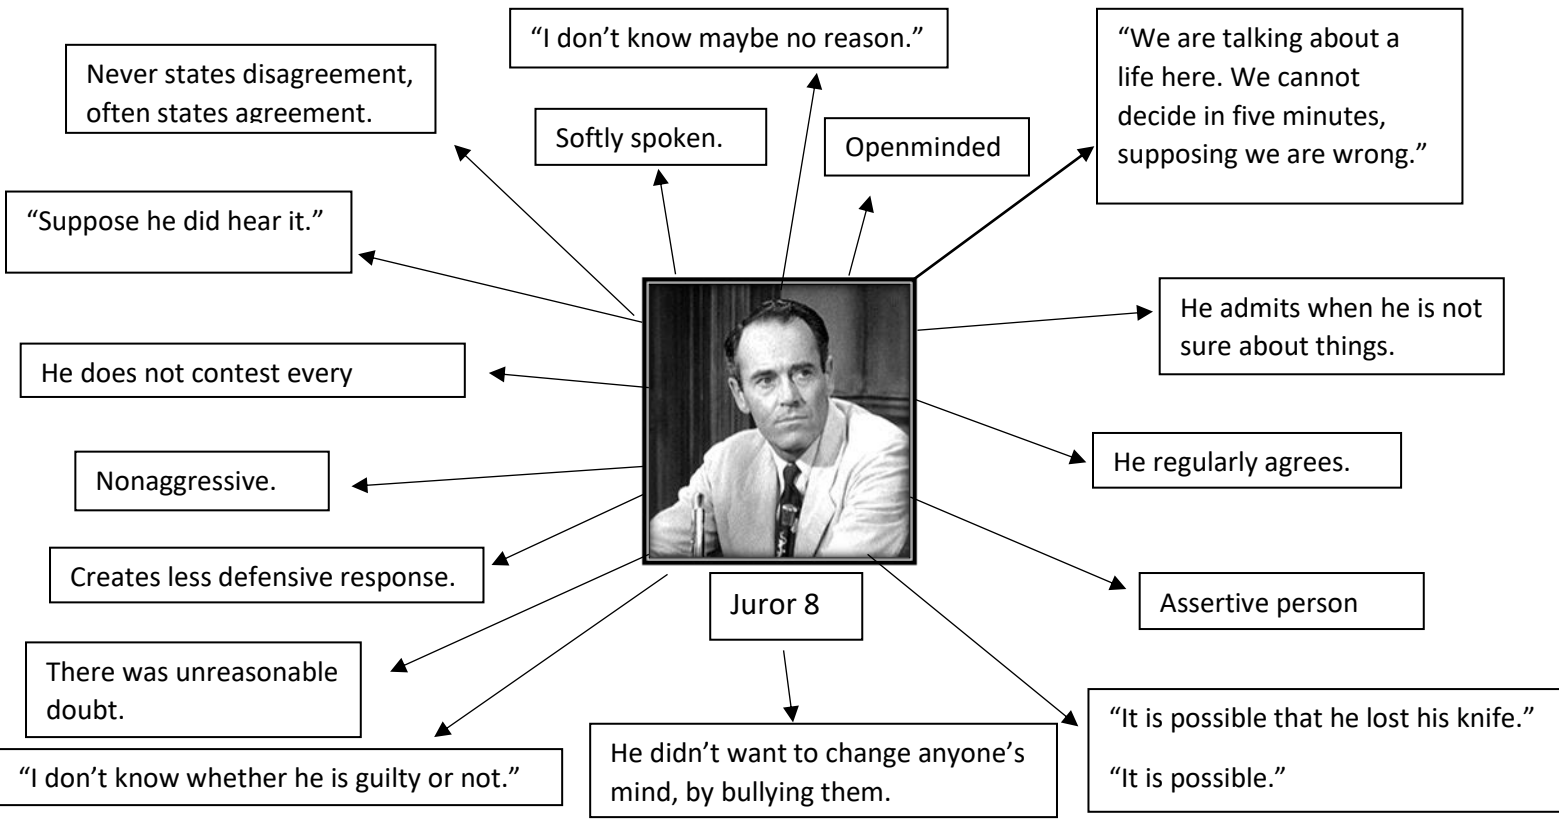 “I don’t know maybe no reason.”
“We are talking about a
life here. We cannot
decide in five minutes,
supposing we are wrong.”
Never states disagreement,
often states agreement.
Softly spoken.
Openminded
“Suppose he did hear it.”
He admits when he is not
sure about things.
He does not contest every
He regularly agrees.
Nonaggressive.
Creates less defensive response.
Juror 8
Assertive person
There was unreasonable
doubt.
“It is possible that he lost his knife.”
“It is possible.”
“I don’t know whether he is guilty or not.”
He didn’t want to change anyone’s
mind, by bullying them.